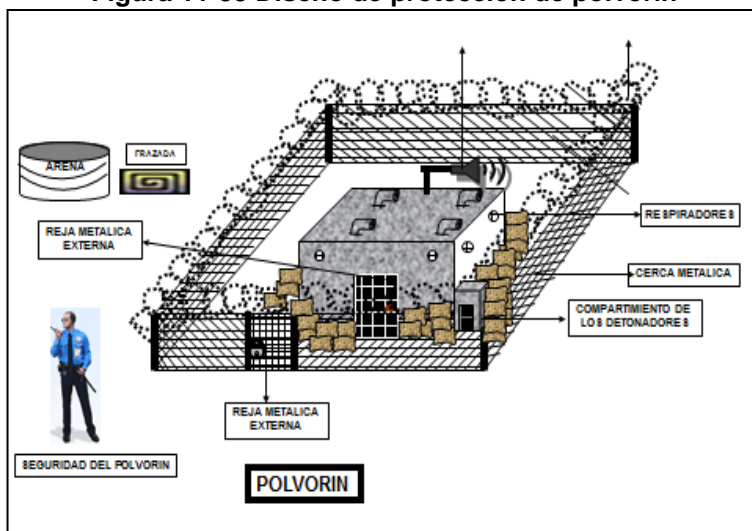 Figura 11-68 Diseño de protección de polvorín
ARENA
FRAZADA
REJA METALICA
EXTERNA
RESPIRADORES
CERCA METALICA
COMPARTIMIENTO DE
LOS DETONADORES
REJA METALICA
EXTERNA
SEGURIDAD DEL POLVORIN
POLVORIN